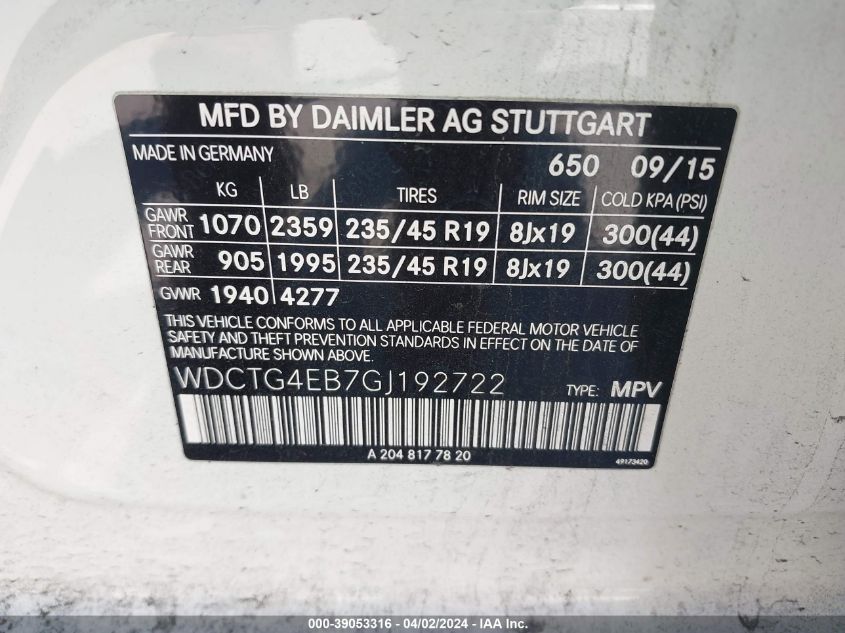 MFD BY DAIMLER AG STUTTGART
MADE IN GERMANY 650 09/15
KG LB TIRES RIM SIZE COLD KPA (PSI)
GAWR FRONT 1070 2359 235/45 R19 8Jx19 300(44)
GAWR REAR 905 1995 235/45 R19 8Jx19 300(44)
GVWR 1940 4277
THIS VEHICLE CONFORMS TO ALL APPLICABLE FEDERAL MOTOR VEHICLE
SAFETY AND THEFT PREVENTION STANDARDS IN EFFECT ON THE DATE OF
MANUFACTURE SHOWN ABOVE.
WDCTG4EB7GJ192722 TYPE: MPV
A 204 817 78 20 49173420
000-39053316 - 04/02/2024 - IAA Inc.